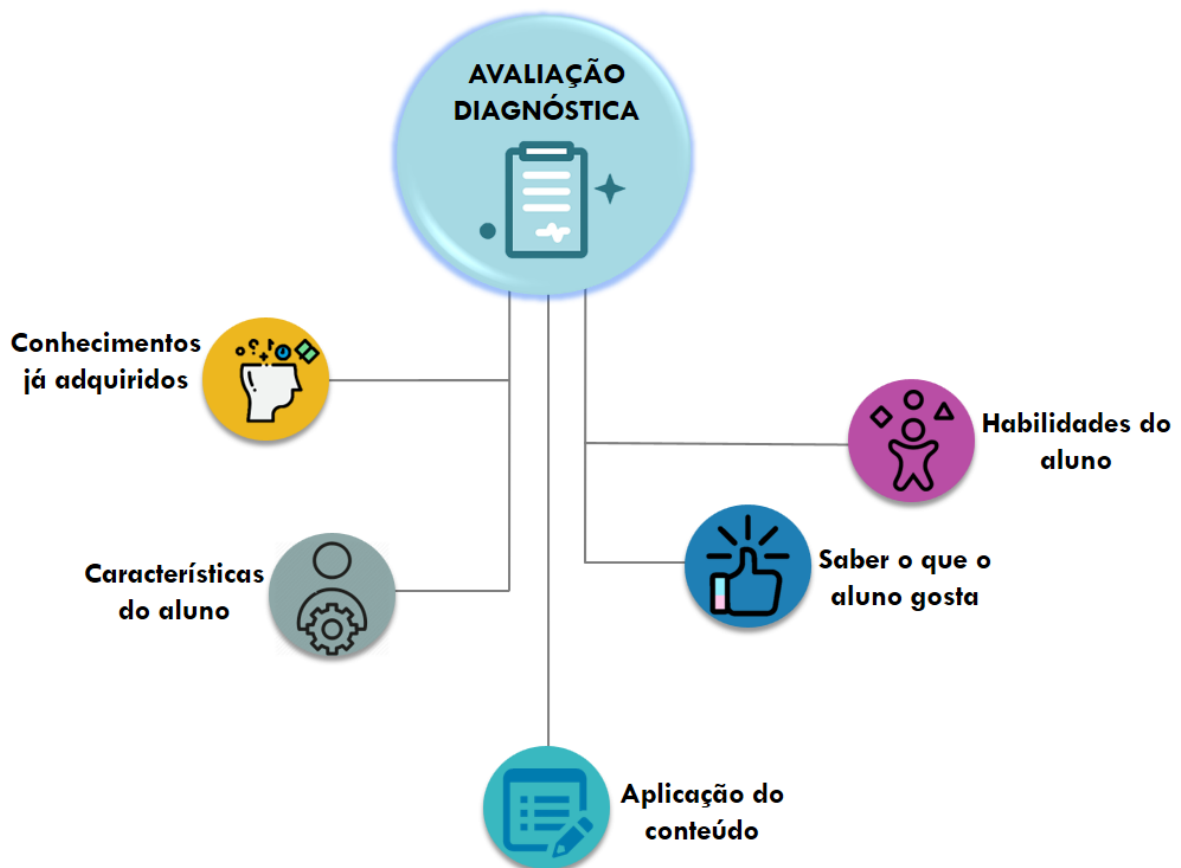 AVALIAÇÃO
DIAGNÓSTICA
Conhecimentos
já adquiridos
Habilidades do
aluno
Características
do aluno
Saber o que o
aluno gosta
Aplicação do
conteúdo